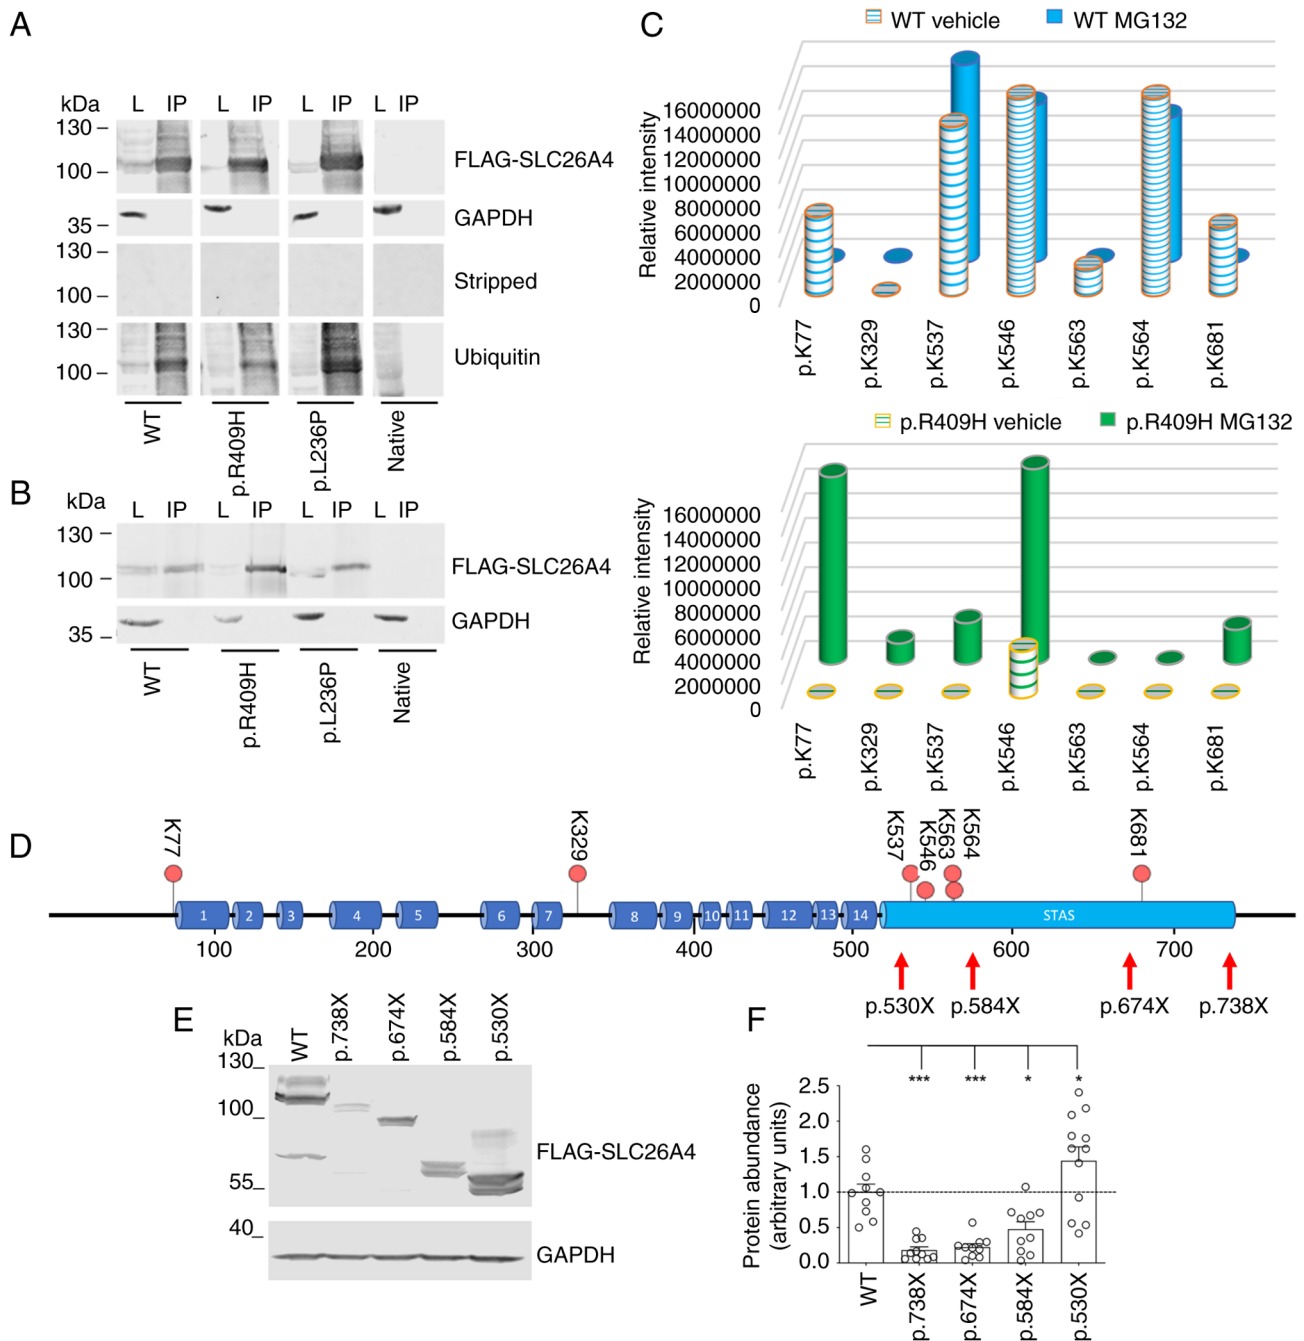 A
kDa
L IP L IP L IP L IP
130
100
FLAG-SLC26A4
35
GAPDH
130
100
Stripped
130
100
Ubiquitin
WT
p.R409H
p.L236P
Native
B
kDa
L IP L IP L IP L IP
130
100
FLAG-SLC26A4
35
GAPDH
WT
p.R409H
p.L236P
Native
C
WT vehicle
WT MG132
Relative intensity
16000000
14000000
12000000
10000000
8000000
6000000
4000000
2000000
0
p.K77
p.K329
p.K537
p.K546
p.K563
p.K564
p.K681
p.R409H vehicle
p.R409H MG132
Relative intensity
16000000
14000000
12000000
10000000
8000000
6000000
4000000
2000000
0
p.K77
p.K329
p.K537
p.K546
p.K563
p.K564
p.K681
D
K77
K329
K537
K546
K563
K564
K681
1 2 3 4 5 6 7 8 9 10 11 12 13 14 STAS
100 200 300 400 500 600 700
p.530X p.584X p.674X p.738X
E
kDa
WT
p.738X
p.674X
p.584X
p.530X
130
100
FLAG-SLC26A4
55
40
GAPDH
F
*** *** * *
Protein abundance
(arbitrary units)
2.5
2.0
1.5
1.0
0.5
0.0
WT
p.738X
p.674X
p.584X
p.530X